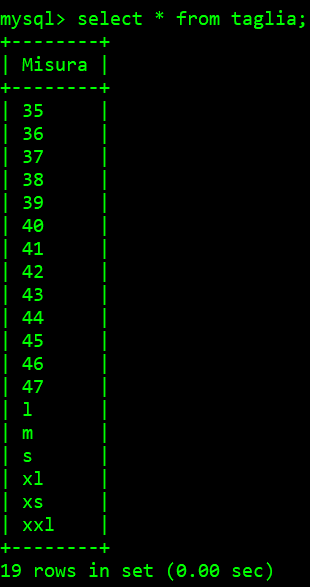 mysql> select * from taglia;
+--------+
| Misura |
+--------+
| 35     |
| 36     |
| 37     |
| 38     |
| 39     |
| 40     |
| 41     |
| 42     |
| 43     |
| 44     |
| 45     |
| 46     |
| 47     |
| l      |
| m      |
| s      |
| xl     |
| xs     |
| xxl    |
+--------+
19 rows in set (0.00 sec)